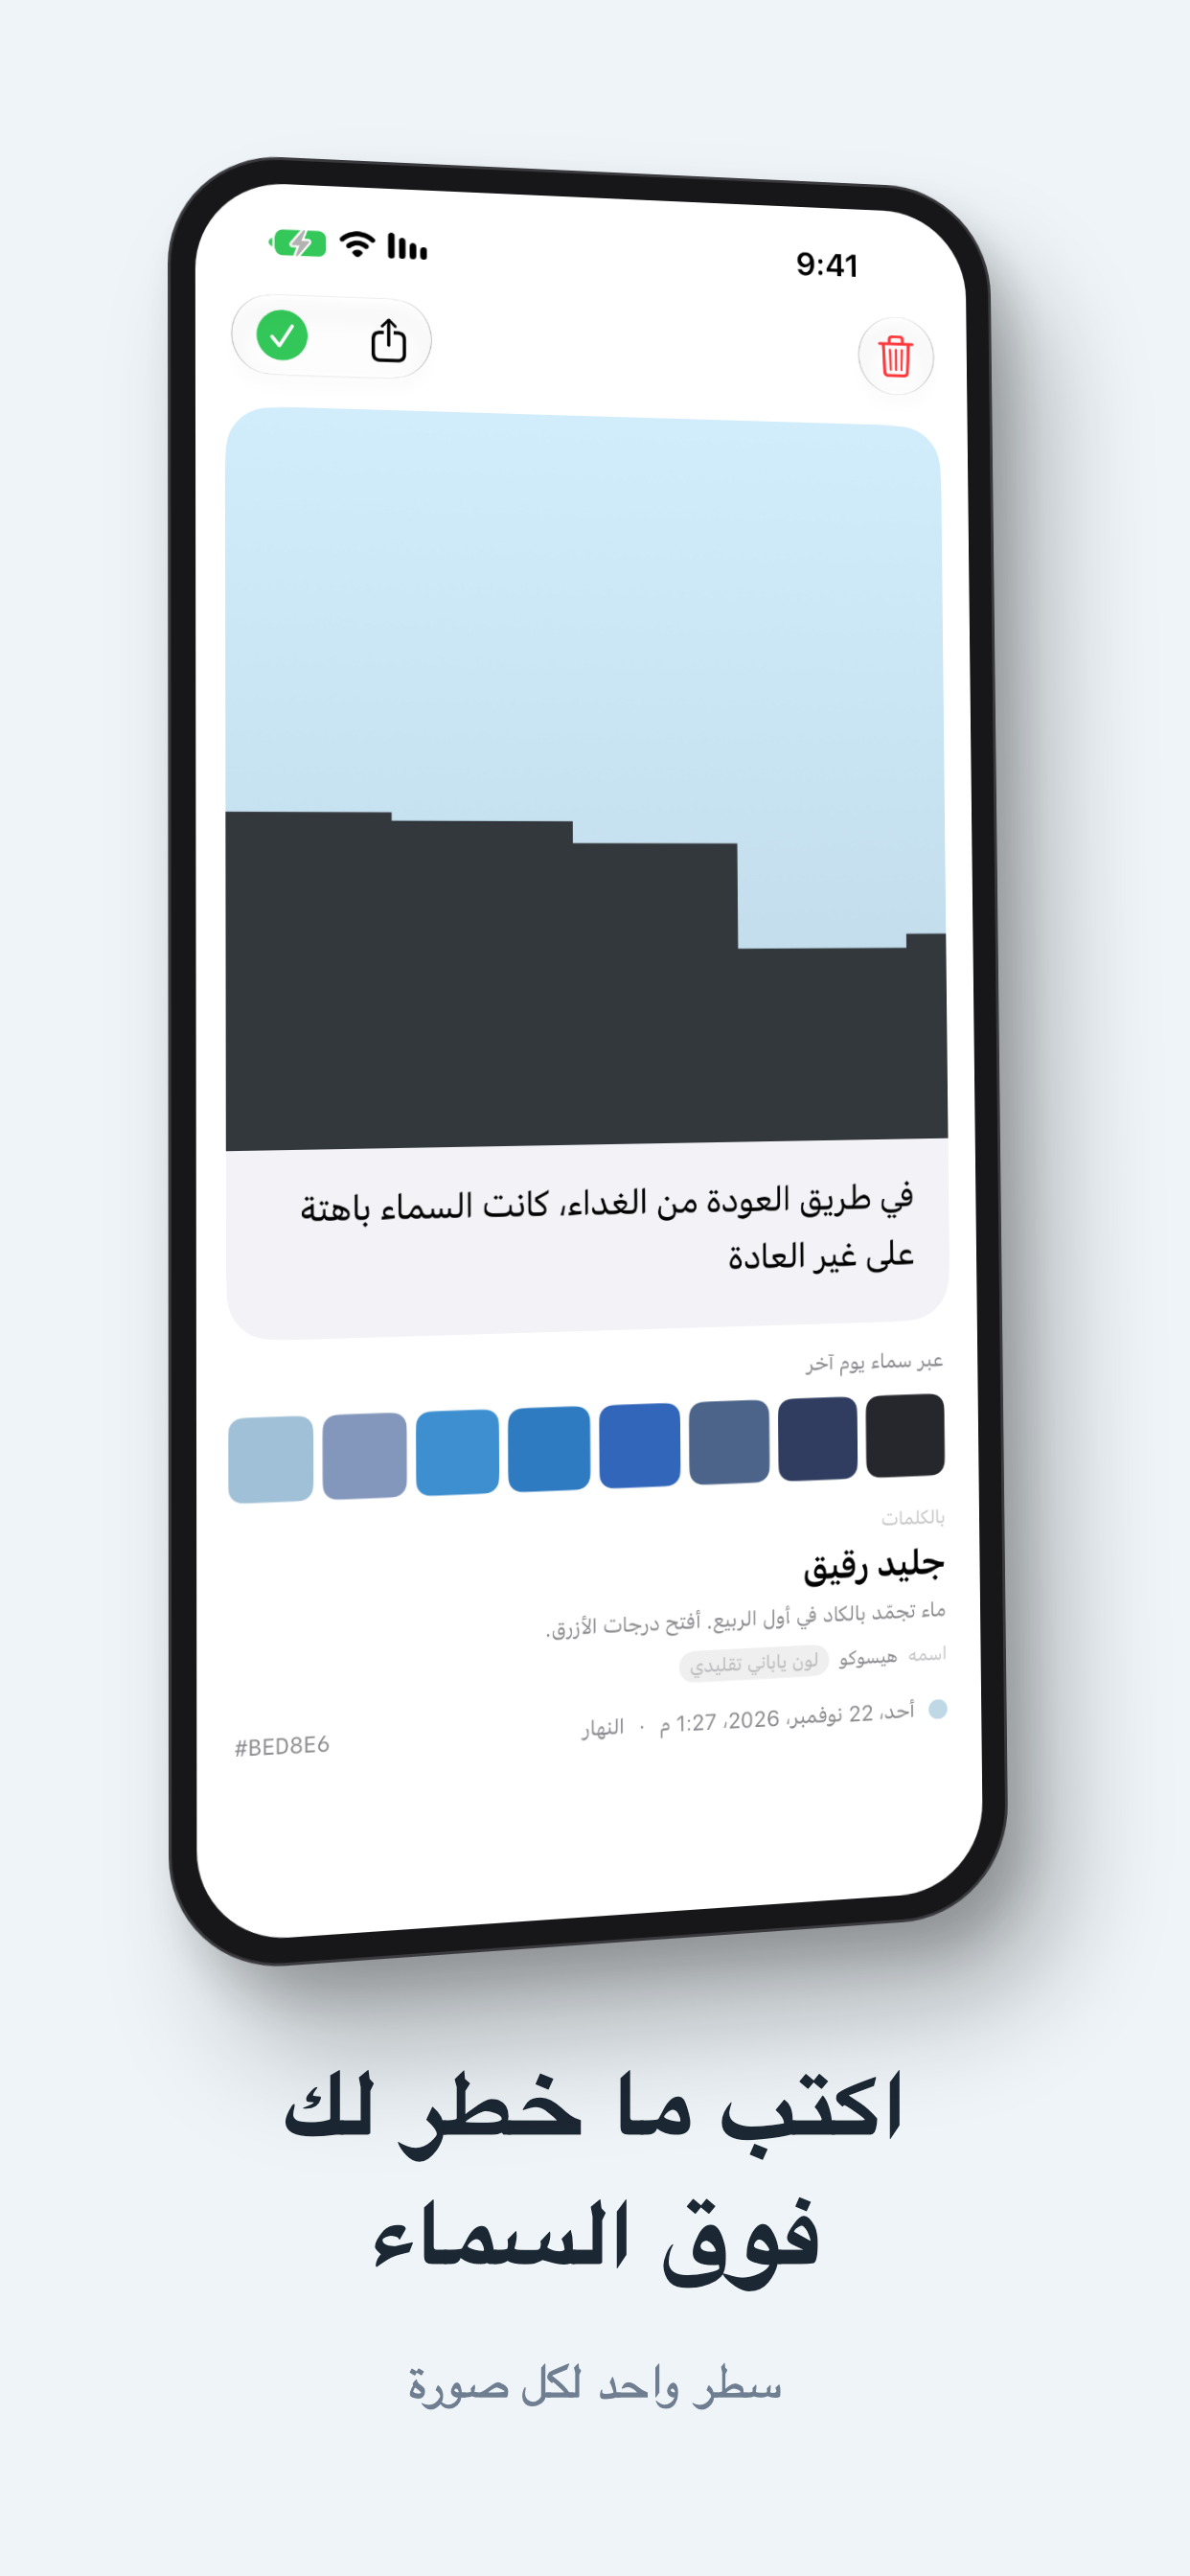 9:41
في طريق العودة من الغداء، كانت السماء باهتة
على غير العادة
عبر سماء يوم آخر
بالكلمات
جليد رقيق
ماء تجمّد بالكاد في أول الربيع. أفتح درجات الأزرق.
اسمه هيسوكو لون ياباني تقليدي
أحد، 22 نوفمبر، 2026، 1:27 م · النهار
#BED8E6
اكتب ما خطر لك
فوق السماء
سطر واحد لكل صورة